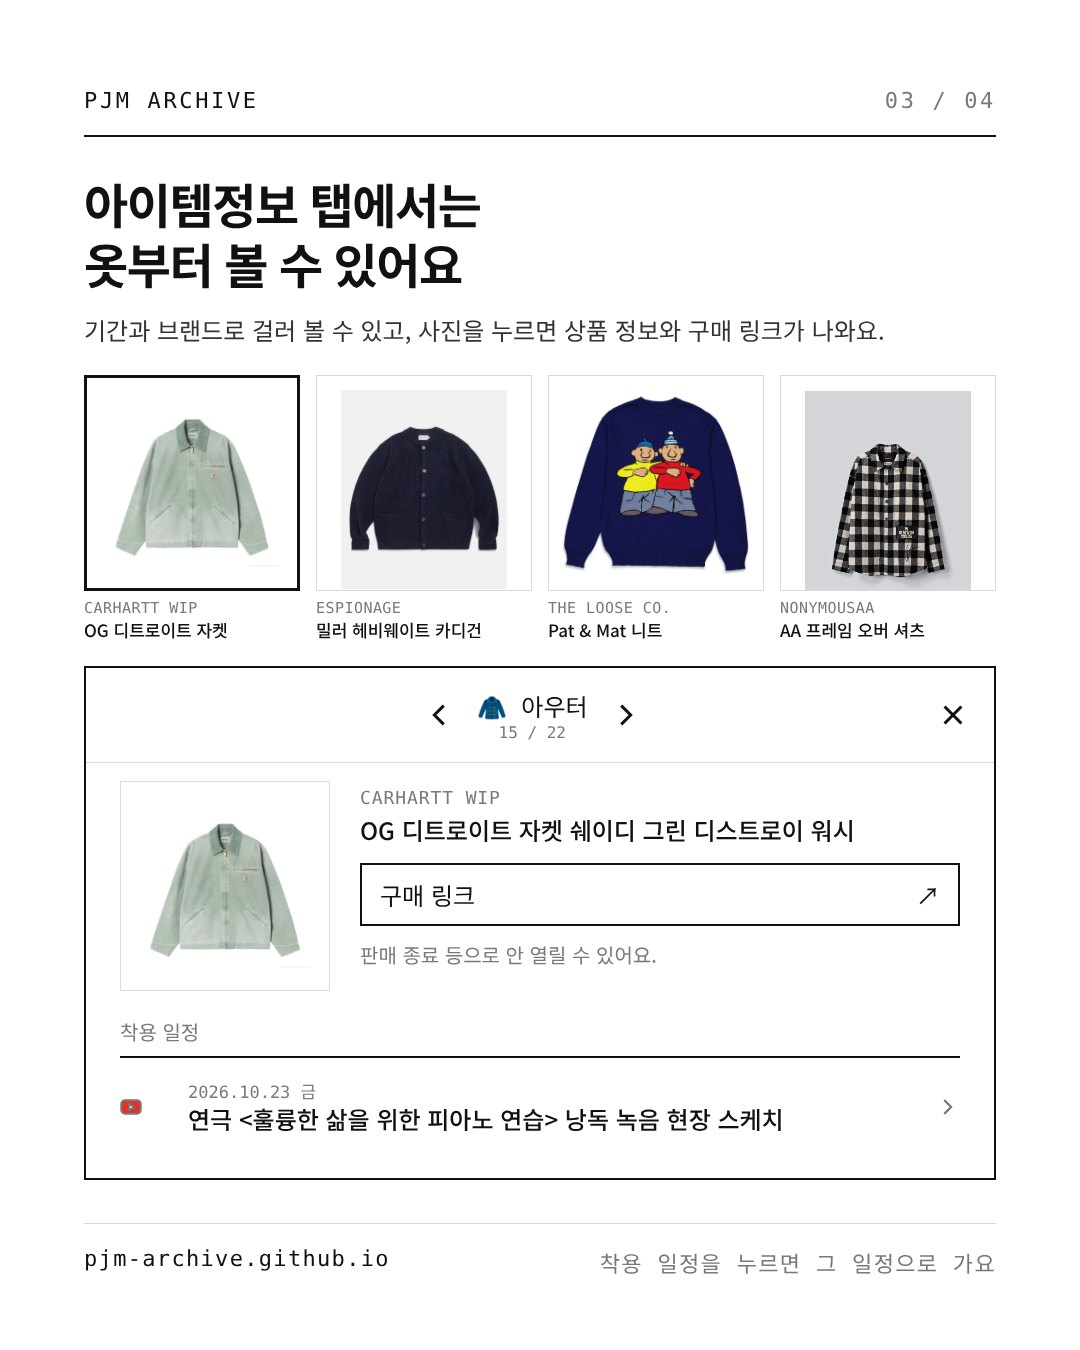 PJM ARCHIVE
03 / 04
아이템정보 탭에서는
옷부터 볼 수 있어요
기간과 브랜드로 걸러 볼 수 있고, 사진을 누르면 상품 정보와 구매 링크가 나와요.
CARHARTT WIP
OG 디트로이트 자켓
ESPIONAGE
밀러 헤비웨이트 카디건
THE LOOSE CO.
Pat & Mat 니트
NONYMOUSAA
AA 프레임 오버 셔츠
아우터
15 / 22
CARHARTT WIP
OG 디트로이트 자켓 쉐이디 그린 디스트로이 워시
구매 링크
판매 종료 등으로 안 열릴 수 있어요.
착용 일정
2026.10.23 금
연극 <훌륭한 삶을 위한 피아노 연습> 낭독 녹음 현장 스케치
pjm-archive.github.io
착용 일정을 누르면 그 일정으로 가요